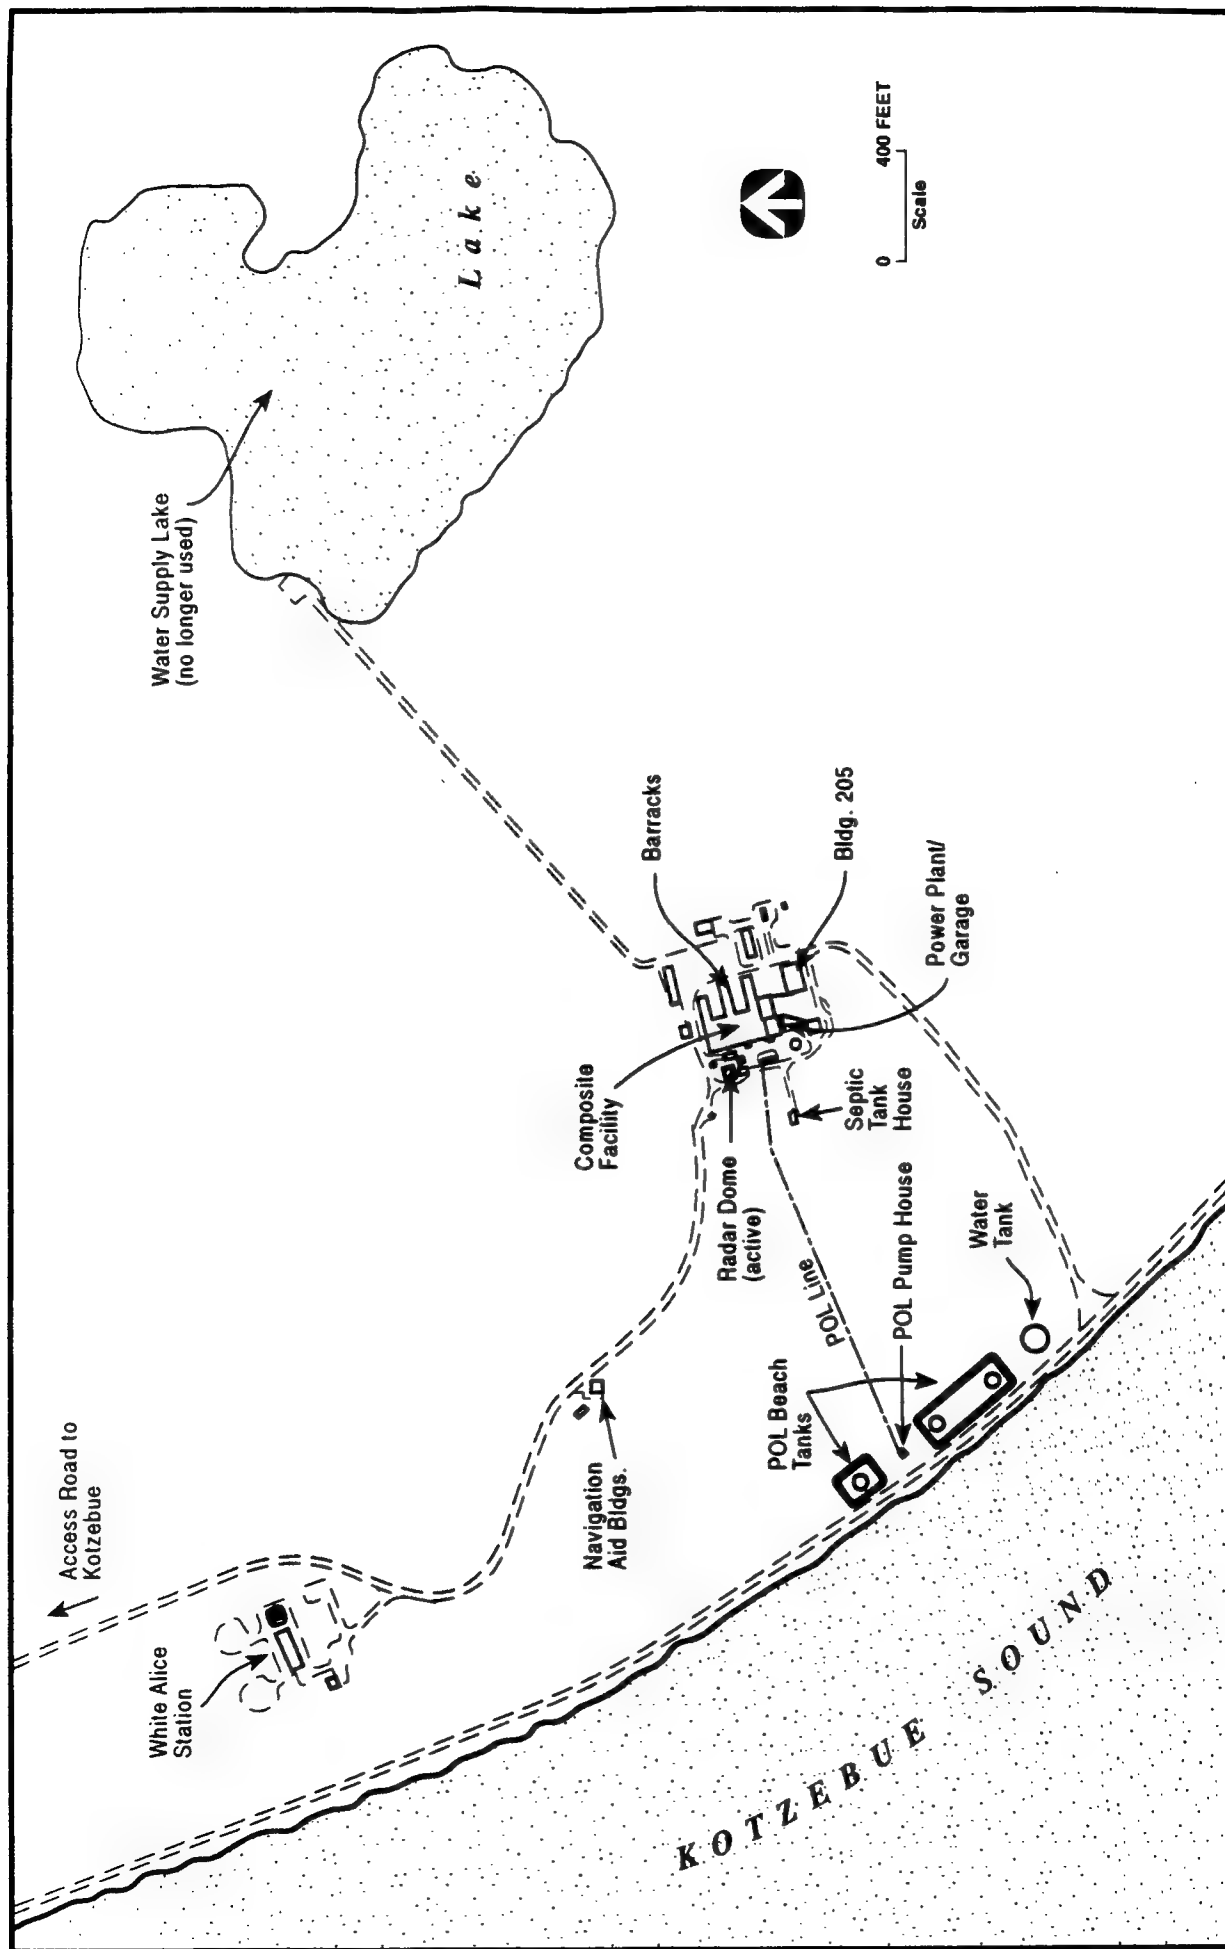 Access Road to
Kotzebue
White Alice
Station
Water Supply Lake
(no longer used)
Lake
Navigation
Aid Bldgs.
Composite
Facility
Barracks
Radar Dome
(active)
POL Line
POL Beach
Tanks
Septic
Tank
House
Bldg. 205
POL Pump House
Power Plant/
Garage
Water
Tank
KOTZEBUE SOUND
0 400 FEET
Scale